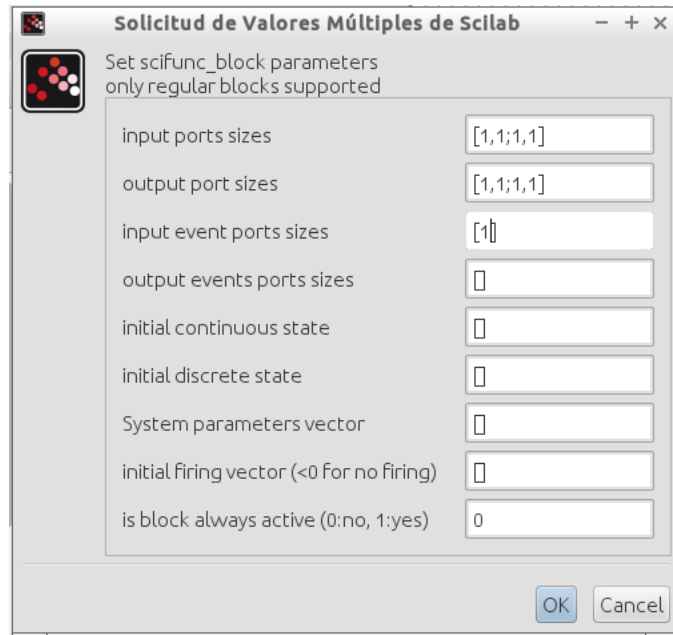 Solicitud de Valores Múltiples de Scilab
Set scifunc_block parameters
only regular blocks supported
input ports sizes [1,1;1,1]
output port sizes [1,1;1,1]
input event ports sizes [1]
output events ports sizes []
initial continuous state []
initial discrete state []
System parameters vector []
initial firing vector (<0 for no firing) []
is block always active (0:no, 1:yes) 0
OK Cancel